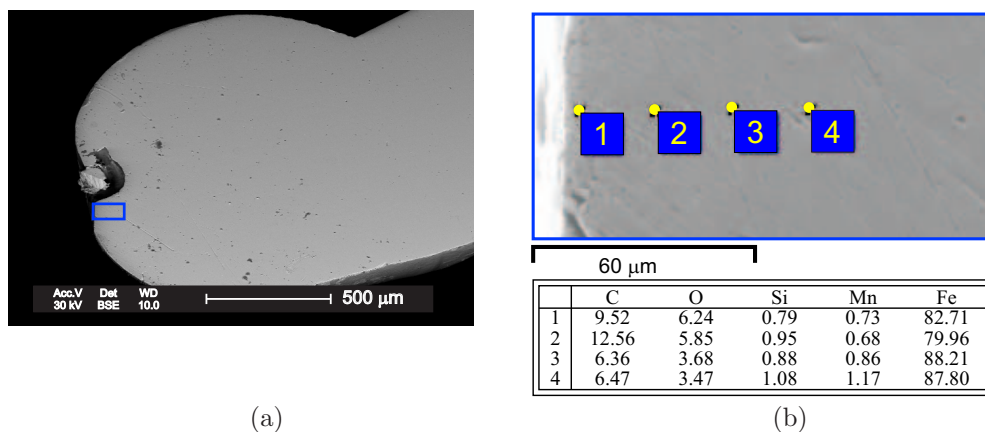 Acc.V Det WD
30 kV BSE 10.0 500 µm
1 2 3 4
60 µm
C O Si Mn Fe
1 9.52 6.24 0.79 0.73 82.71
2 12.56 5.85 0.95 0.68 79.96
3 6.36 3.68 0.88 0.86 88.21
4 6.47 3.47 1.08 1.17 87.80
(a) (b)